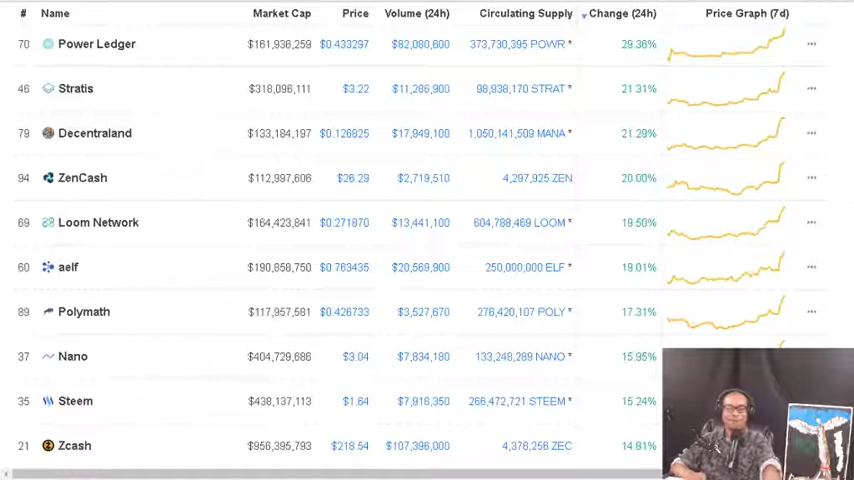 # Name Market Cap Price Volume (24h) Circulating Supply Change (24h) Price Graph (7d)
70 Power Ledger $161,936,259 $0.433297 $82,080,600 373,730,395 POWR * 29.36% ...
46 Stratis $318,096,111 $3.22 $11,286,900 98,938,170 STRAT * 21.31% ...
79 Decentraland $133,184,197 $0.126825 $17,949,100 1,050,141,509 MANA * 21.29% ...
94 ZenCash $112,997,606 $26.29 $2,719,510 4,297,925 ZEN 20.00% ...
69 Loom Network $164,423,841 $0.271870 $13,441,100 604,788,469 LOOM * 19.50% ...
60 aelf $190,858,750 $0.763435 $20,569,900 250,000,000 ELF * 19.01% ...
89 Polymath $117,957,581 $0.426733 $3,527,670 276,420,107 POLY * 17.31% ...
37 Nano $404,729,686 $3.04 $7,834,180 133,248,289 NANO * 15.95%
35 Steem $438,137,113 $1.64 $7,918,350 266,472,721 STEEM * 15.24%
21 Zcash $956,395,793 $218.54 $107,396,000 4,376,256 ZEC 14.81%